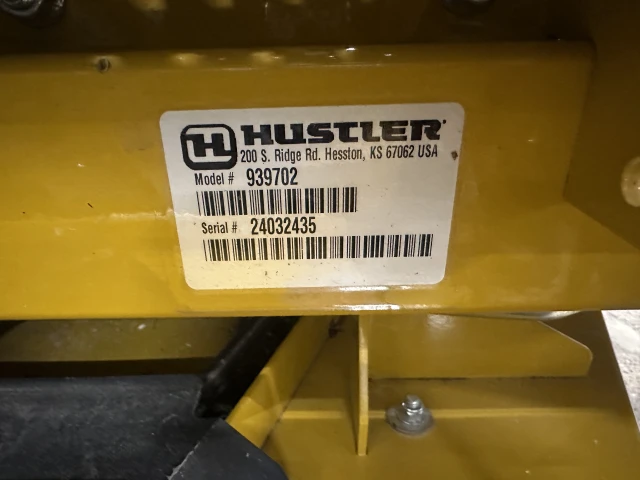 H HUSTLER
200 S. Ridge Rd. Hesston, KS 67062 USA
Model # 939702
Serial # 24032435